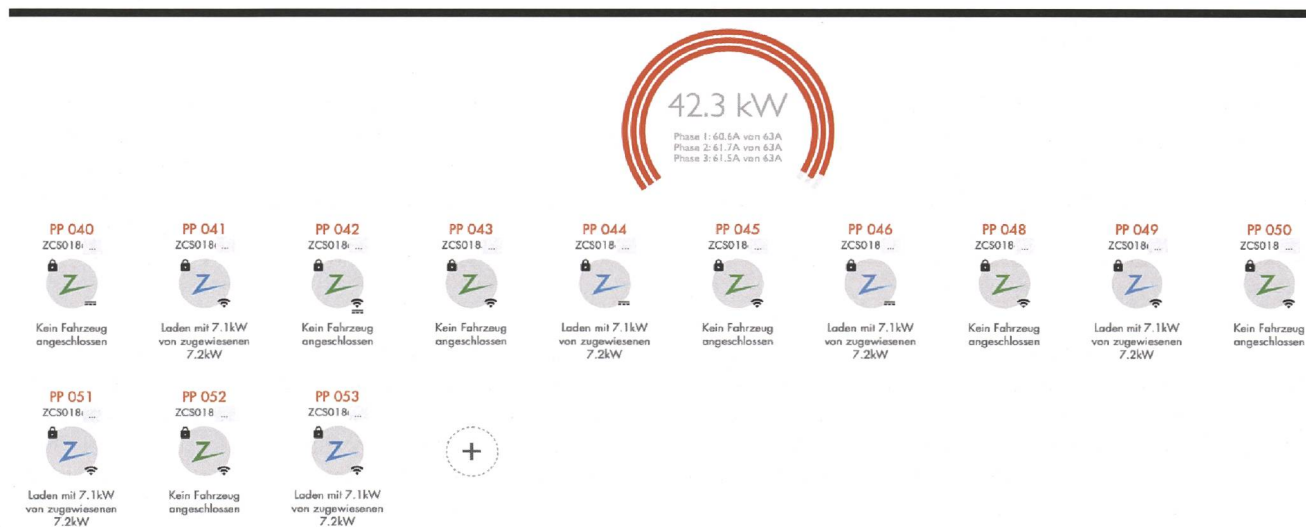 42.3 kW
Phase 1: 60.6A von 63A
Phase 2: 61.7A von 63A
Phase 3: 61.5A von 63A
PP 040
ZCS018 ...
Kein Fahrzeug
angeschlossen
PP 041
ZCS018 ...
Laden mit 7.1kW
von zugewiesenen
7.2kW
PP 042
ZCS018 ...
Kein Fahrzeug
angeschlossen
PP 043
ZCS018 ...
Kein Fahrzeug
angeschlossen
PP 044
ZCS018 ...
Laden mit 7.1kW
von zugewiesenen
7.2kW
PP 045
ZCS018 ...
Kein Fahrzeug
angeschlossen
PP 046
ZCS018 ...
Laden mit 7.1kW
von zugewiesenen
7.2kW
PP 048
ZCS018 ...
Kein Fahrzeug
angeschlossen
PP 049
ZCS018 ...
Laden mit 7.1kW
von zugewiesenen
7.2kW
PP 050
ZCS018 ...
Kein Fahrzeug
angeschlossen
PP 051
ZCS018 ...
Laden mit 7.1kW
von zugewiesenen
7.2kW
PP 052
ZCS018 ...
Kein Fahrzeug
angeschlossen
PP 053
ZCS018 ...
Laden mit 7.1kW
von zugewiesenen
7.2kW
+